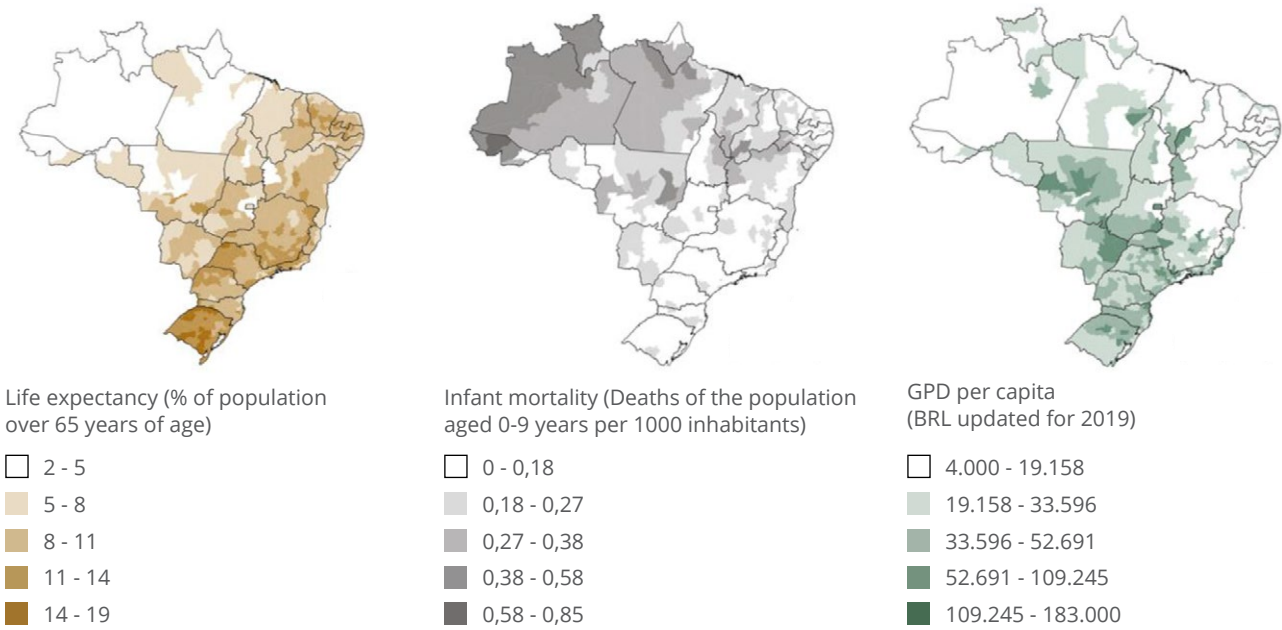 Life expectancy (% of population
over 65 years of age)
2 - 5
5 - 8
8 - 11
11 - 14
14 - 19
Infant mortality (Deaths of the population
aged 0-9 years per 1000 inhabitants)
0 - 0,18
0,18 - 0,27
0,27 - 0,38
0,38 - 0,58
0,58 - 0,85
GPD per capita
(BRL updated for 2019)
4.000 - 19.158
19.158 - 33.596
33.596 - 52.691
52.691 - 109.245
109.245 - 183.000